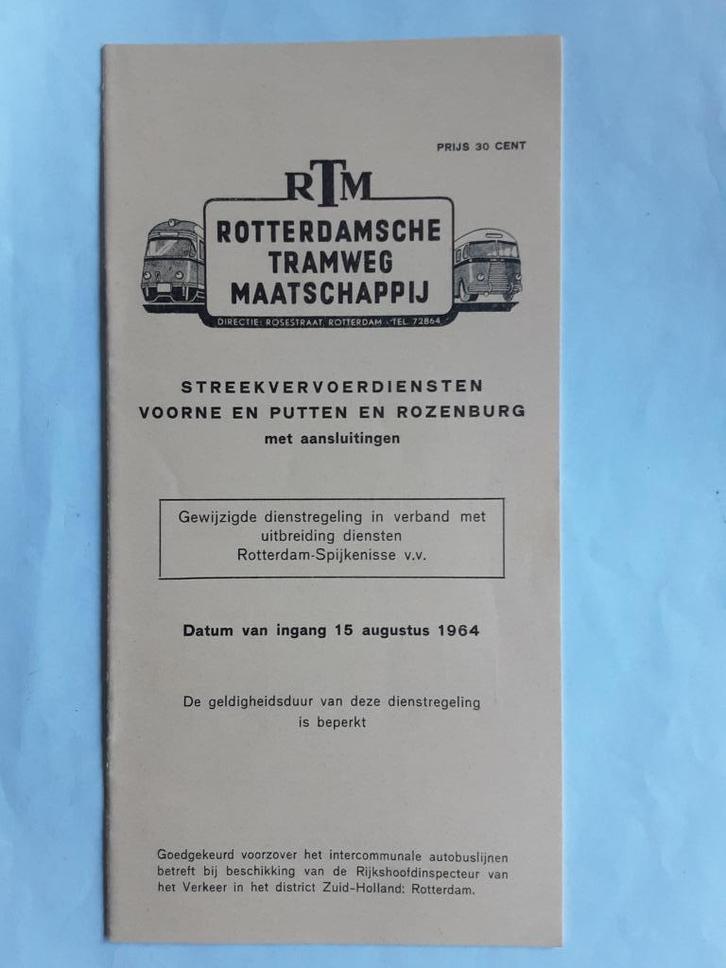 PRIJS 30 CENT
RTM
ROTTERDAMSCHE
TRAMWEG
MAATSCHAPPIJ
DIRECTIE: ROSESTRAAT, ROTTERDAM - TEL. 72864
STREEKVERVOERDIENSTEN
VOORNE EN PUTTEN EN ROZENBURG
met aansluitingen
Gewijzigde dienstregeling in verband met
uitbreiding diensten
Rotterdam-Spijkenisse v.v.
Datum van ingang 15 augustus 1964
De geldigheidsduur van deze dienstregeling
is beperkt
Goedgekeurd voorzover het intercommunale autobuslijnen
betreft bij beschikking van de Rijkshoofdinspecteur van
het Verkeer in het district Zuid-Holland: Rotterdam.